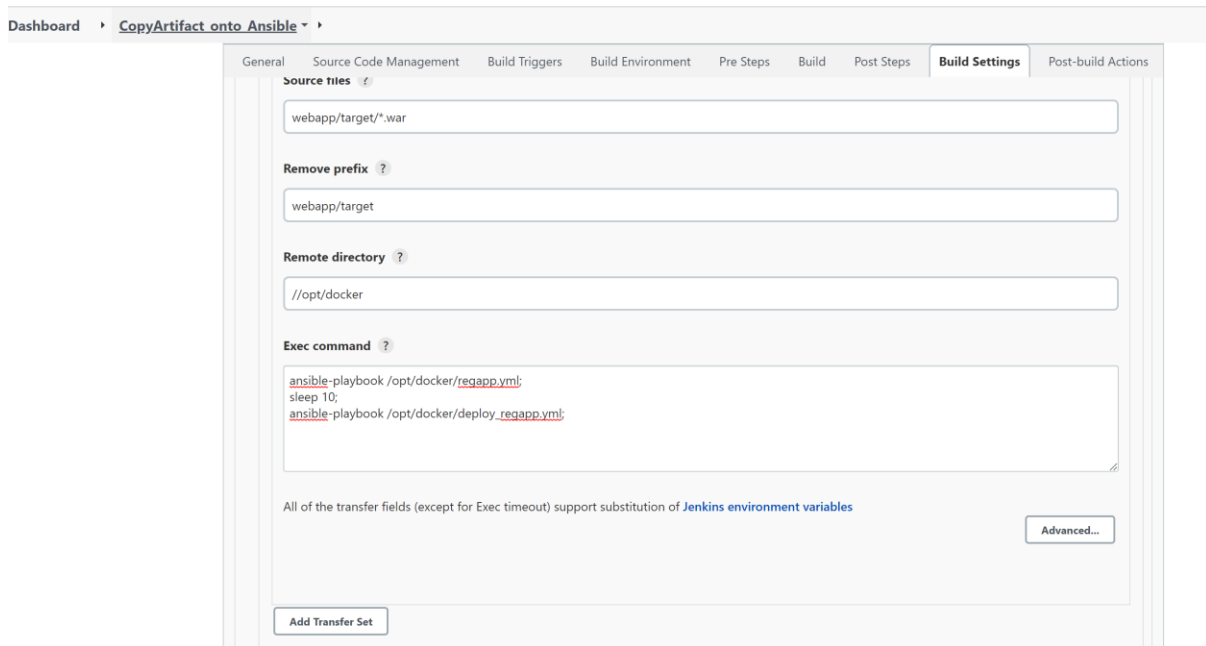 Dashboard CopyArtifact_onto_Ansible
General Source Code Management Build Triggers Build Environment Pre Steps Build Post Steps Build Settings Post-build Actions
Source files ?
webapp/target/*.war
Remove prefix ?
webapp/target
Remote directory ?
//opt/docker
Exec command ?
ansible-playbook /opt/docker/regapp.yml;
sleep 10;
ansible-playbook /opt/docker/deploy_regapp.yml;
All of the transfer fields (except for Exec timeout) support substitution of Jenkins environment variables
Advanced...
Add Transfer Set